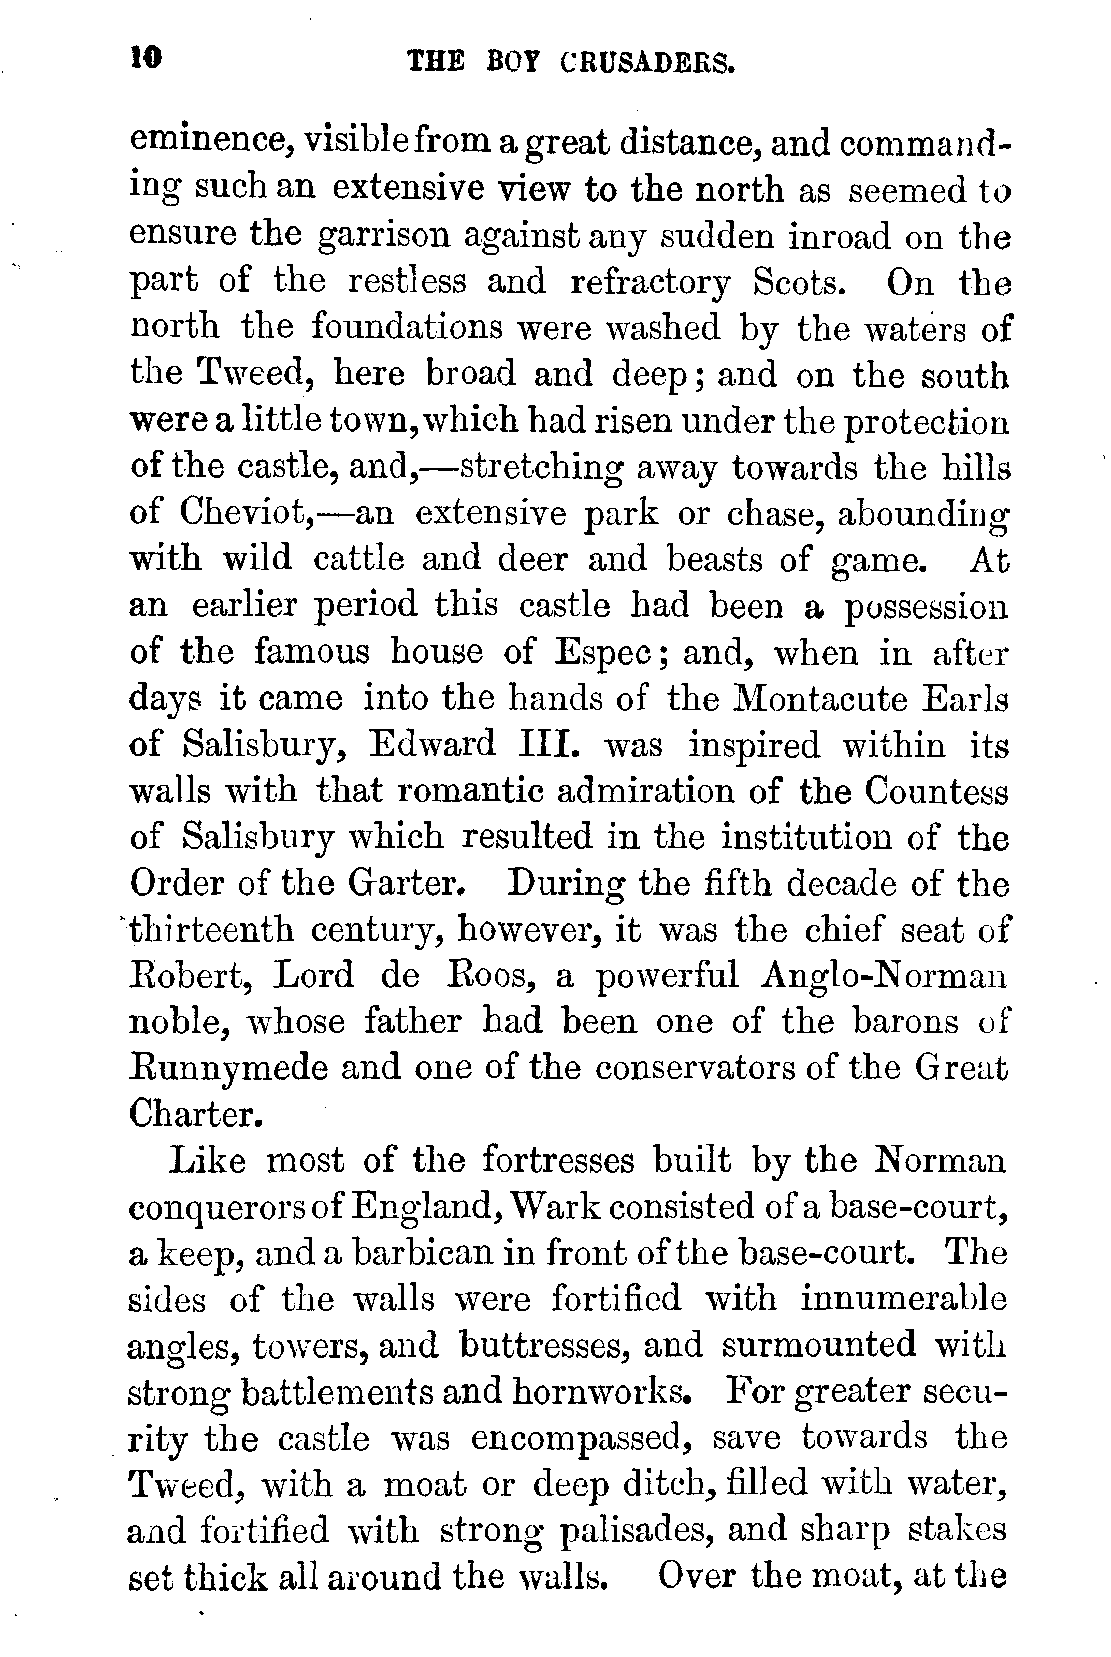 10 THE BOY CRUSADERS.
eminence, visible from a great distance, and command-
ing such an extensive view to the north as seemed to
ensure the garrison against any sudden inroad on the
part of the restless and refractory Scots. On the
north the foundations were washed by the waters of
the Tweed, here broad and deep; and on the south
were a little town, which had risen under the protection
of the castle, and,—stretching away towards the hills
of Cheviot,—an extensive park or chase, abounding
with wild cattle and deer and beasts of game. At
an earlier period this castle had been a possession
of the famous house of Espec; and, when in after
days it came into the hands of the Montacute Earls
of Salisbury, Edward III. was inspired within its
walls with that romantic admiration of the Countess
of Salisbury which resulted in the institution of the
Order of the Garter. During the fifth decade of the
thirteenth century, however, it was the chief seat of
Robert, Lord de Roos, a powerful Anglo-Norman
noble, whose father had been one of the barons of
Runnymede and one of the conservators of the Great
Charter.
Like most of the fortresses built by the Norman
conquerors of England, Wark consisted of a base-court,
a keep, and a barbican in front of the base-court. The
sides of the walls were fortified with innumerable
angles, towers, and buttresses, and surmounted with
strong battlements and hornworks. For greater secu-
rity the castle was encompassed, save towards the
Tweed, with a moat or deep ditch, filled with water,
and fortified with strong palisades, and sharp stakes
set thick all around the walls. Over the moat, at the